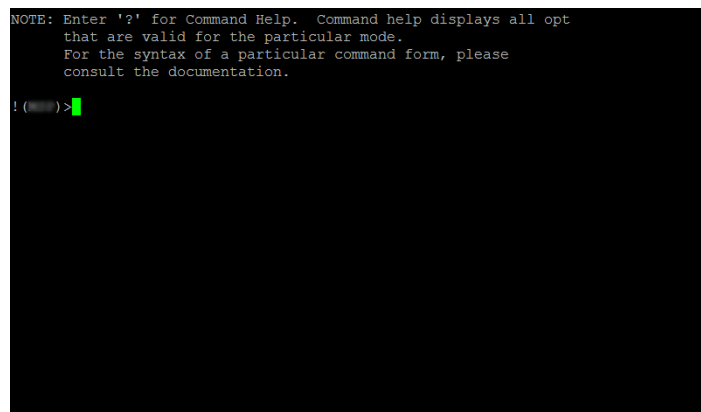 NOTE: Enter '?' for Command Help.  Command help displays all opt
that are valid for the particular mode.
For the syntax of a particular command form, please
consult the documentation.
!( )>